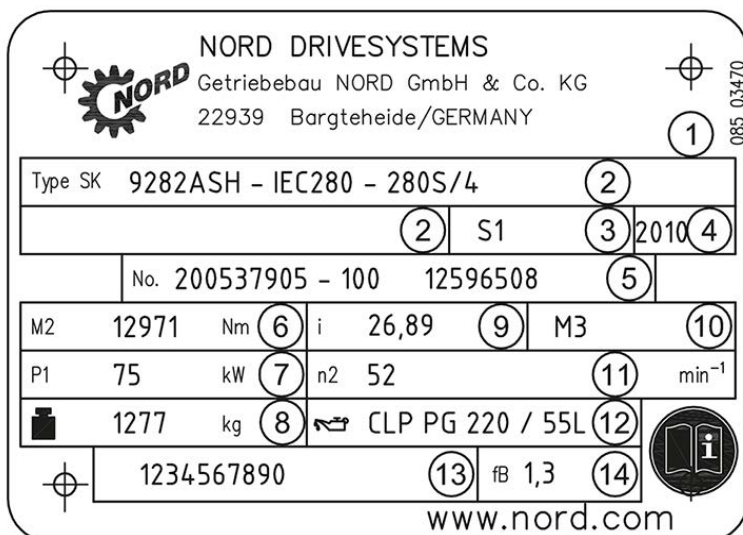 NORD DRIVESYSTEMS
NORD
Getriebebau NORD GmbH & Co. KG
22939 Bargteheide/GERMANY
085 03470
1
Type SK 9282ASH - IEC280 - 280S/4 2
2 S1 3 2010 4
No. 200537905 - 100 12596508 5
M2 12971 Nm 6 i 26,89 9 M3 10
P1 75 kW 7 n2 52 11 min⁻¹
1277 kg 8 CLP PG 220 / 55L 12
i
1234567890 13 fB 1,3 14
www.nord.com